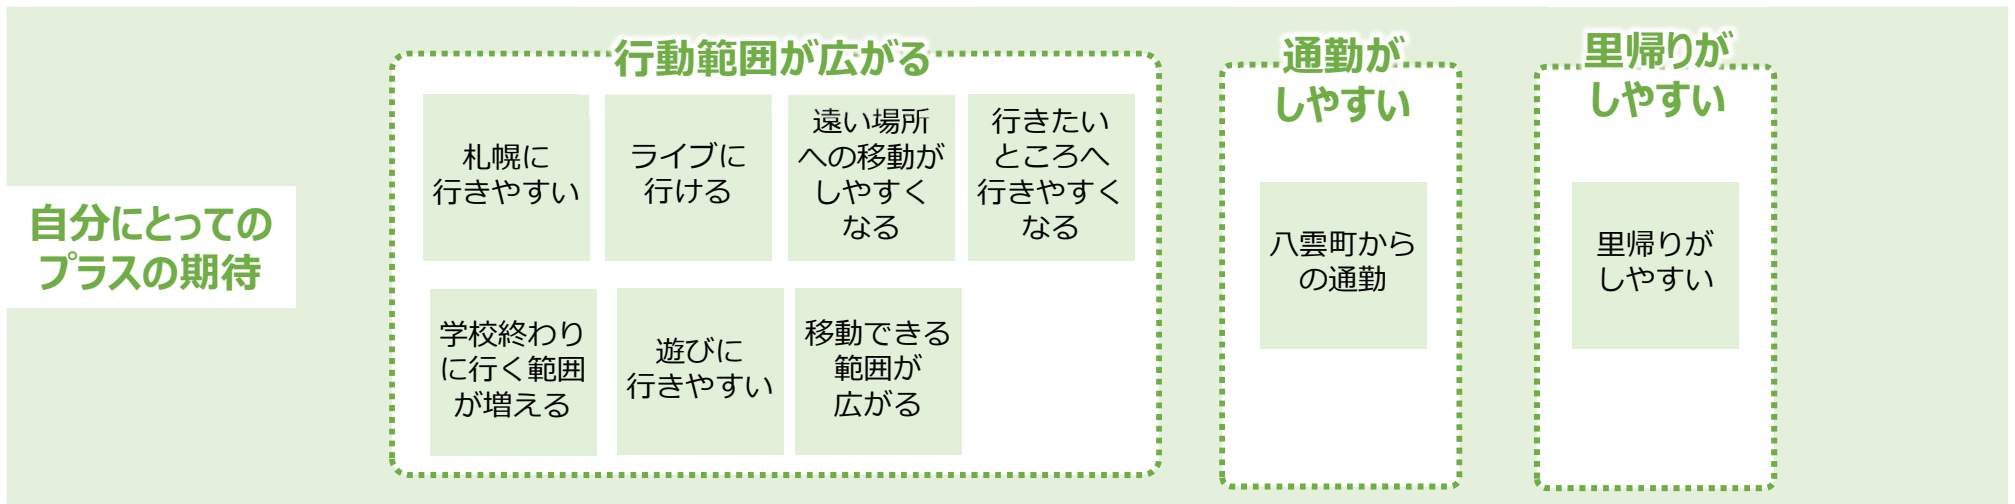 自分にとっての
プラスの期待
行動範囲が広がる
札幌に
行きやすい
ライブに
行ける
遠い場所
への移動が
しやすく
なる
行きたい
ところへ
行きやすく
なる
学校終わり
に行く範囲
が増える
遊びに
行きやすい
移動できる
範囲が
広がる
通勤が
しやすい
八雲町から
の通勤
里帰りが
しやすい
里帰りが
しやすい